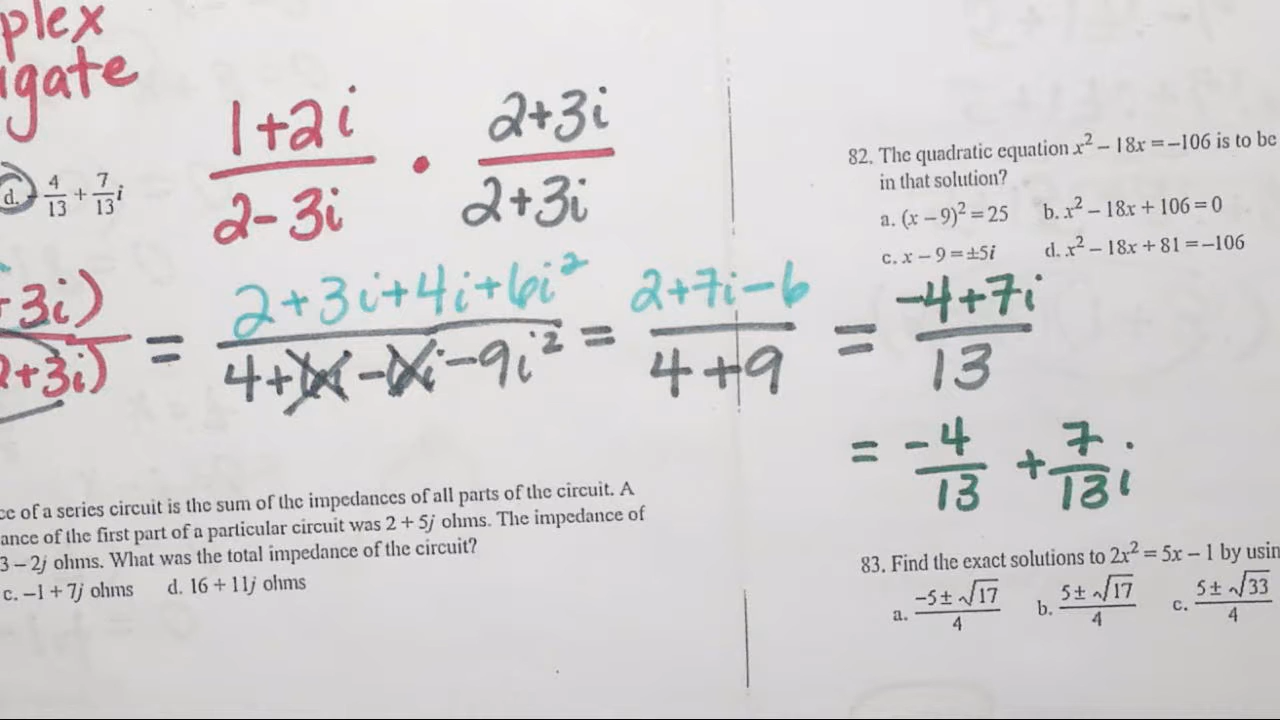 plex
igate
1+2i / 2-3i · 2+3i / 2+3i
d. 4/13 + 7/13 i
+3i) / 2+3i) = 2+3i+4i+6i² / 4+6i-6i-9i² = 2+7i-6 / 4+9 = -4+7i / 13
= -4/13 + 7/13 i
ce of a series circuit is the sum of the impedances of all parts of the circuit. A
ance of the first part of a particular circuit was 2 + 5j ohms. The impedance of
3 – 2j ohms. What was the total impedance of the circuit?
c. –1 + 7j ohms d. 16 + 11j ohms
82. The quadratic equation x² – 18x = –106 is to be
in that solution?
a. (x – 9)² = 25 b. x² – 18x + 106 = 0
c. x – 9 = ±5i d. x² – 18x + 81 = –106
83. Find the exact solutions to 2x² = 5x – 1 by usin
a. –5 ± √17 / 4 b. 5 ± √17 / 4 c. 5 ± √33 / 4